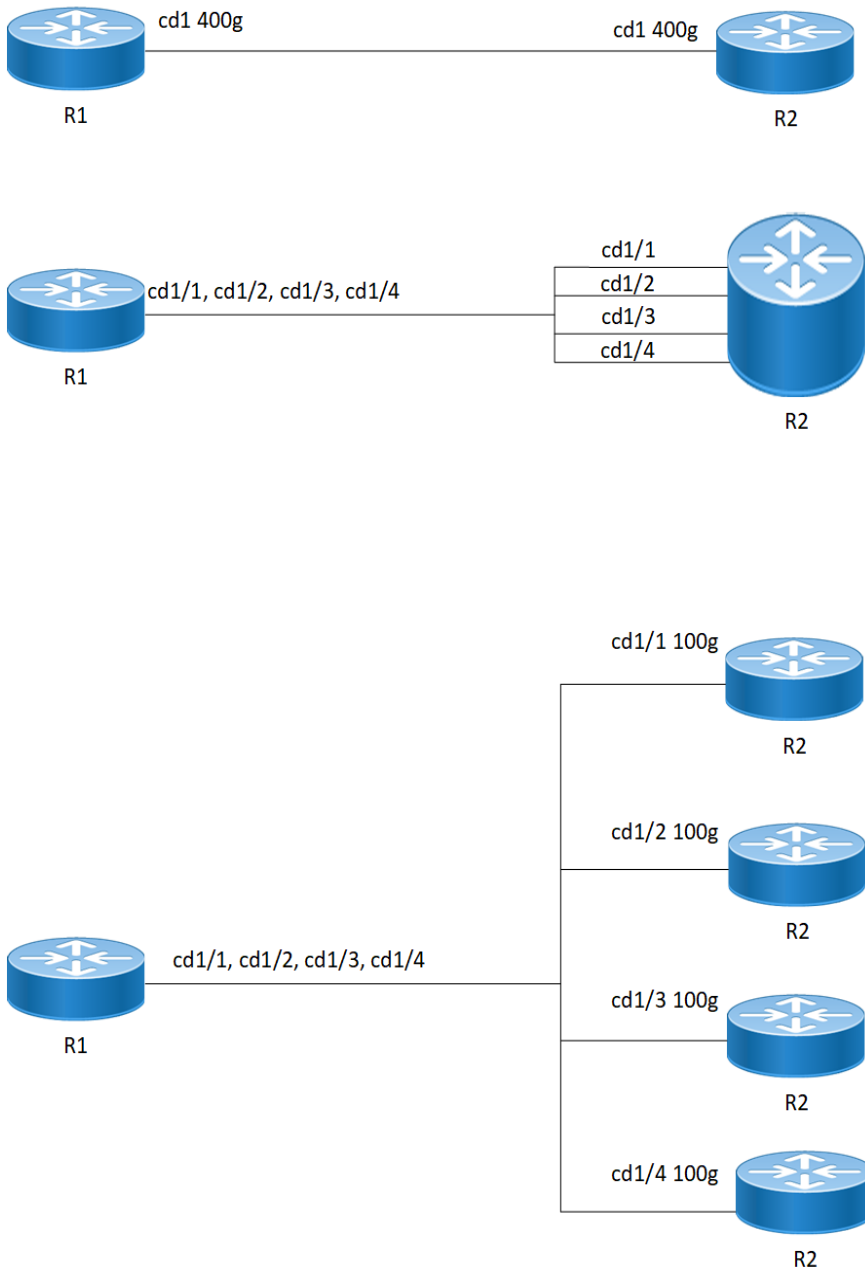 cd1 400g
cd1 400g
R1
R2
cd1/1
cd1/2
cd1/1, cd1/2, cd1/3, cd1/4
cd1/3
cd1/4
R1
R2
cd1/1 100g
R2
cd1/2 100g
R2
cd1/1, cd1/2, cd1/3, cd1/4
R1
cd1/3 100g
R2
cd1/4 100g
R2